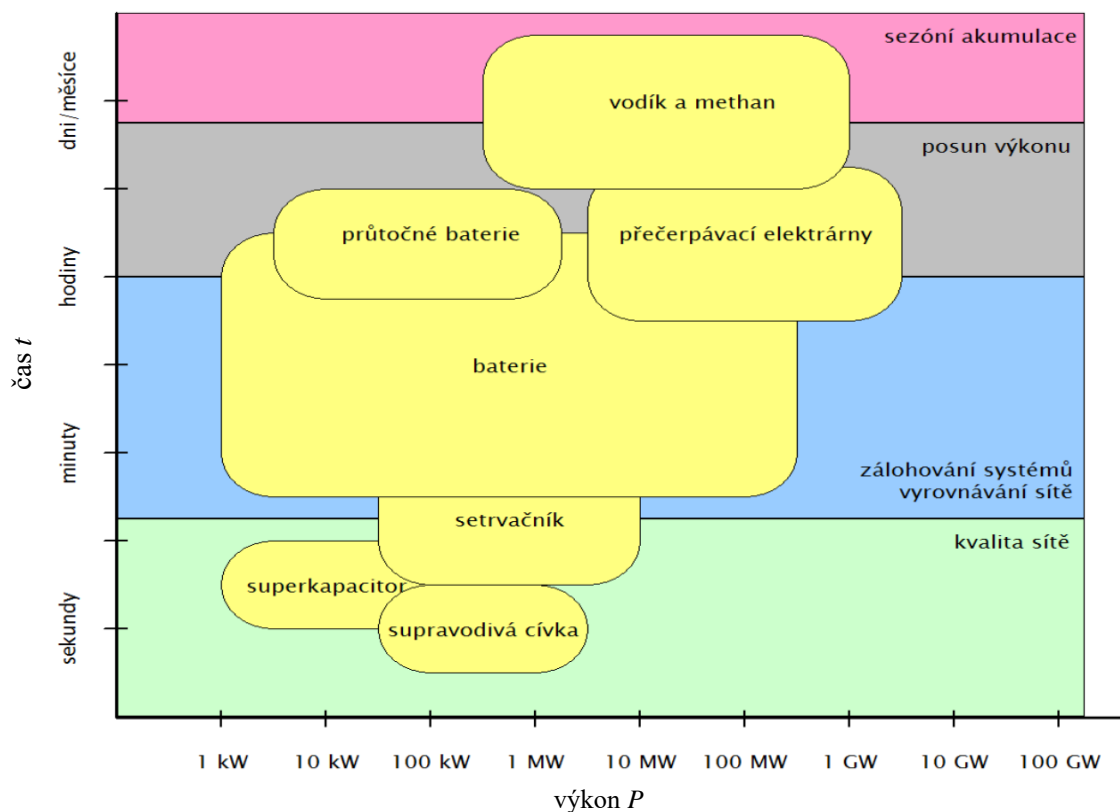 sezóní akumulace
vodík a methan
posun výkonu
průtočné baterie
přečerpávací elektrárny
baterie
zálohování systémů
vyrovnávání sítě
setrvačník
kvalita sítě
superkapacitor
supravodivá cívka
čas t
dni/měsíce
hodiny
minuty
sekundy
1 kW 10 kW 100 kW 1 MW 10 MW 100 MW 1 GW 10 GW 100 GW
výkon P